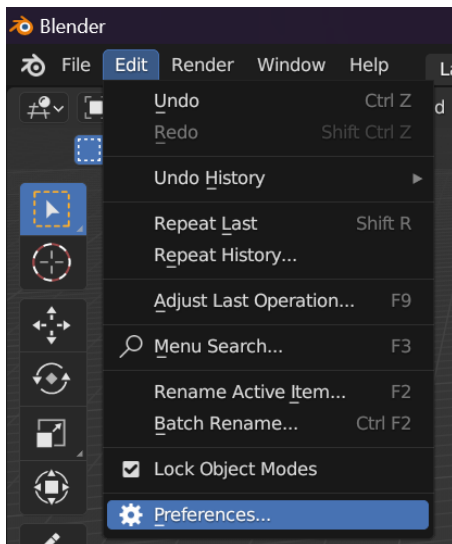 Blender
File Edit Render Window Help
Undo Ctrl Z
Redo Shift Ctrl Z
Undo History
Repeat Last Shift R
Repeat History...
Adjust Last Operation... F9
Menu Search... F3
Rename Active Item... F2
Batch Rename... Ctrl F2
Lock Object Modes
Preferences...